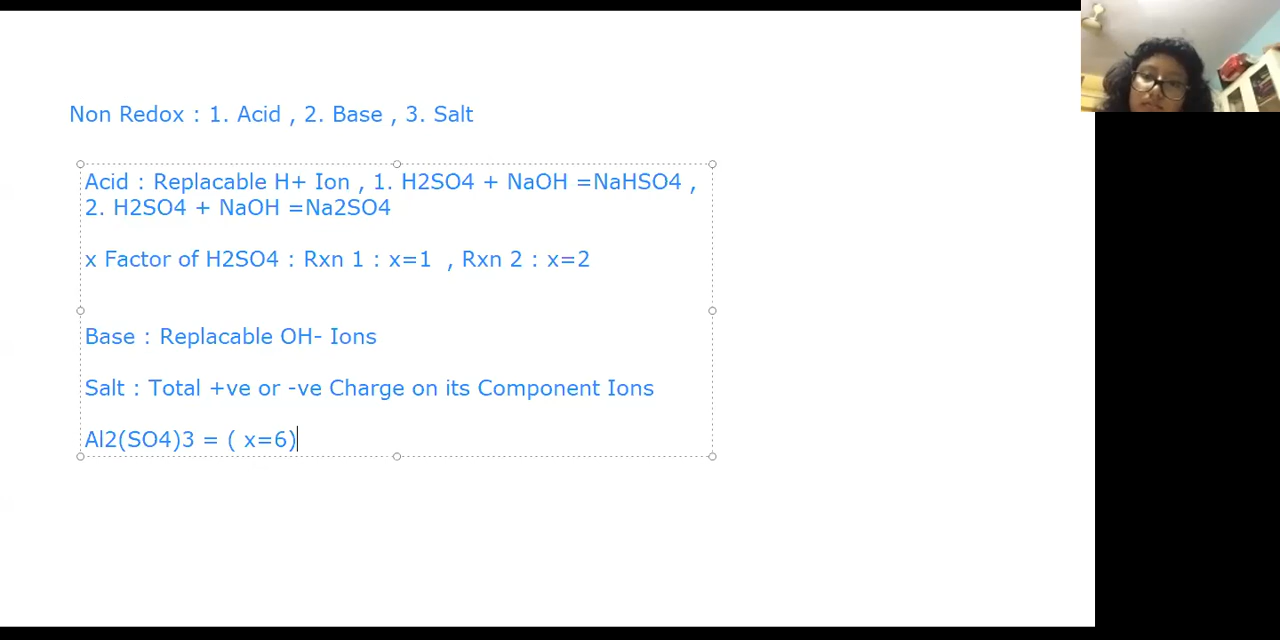 Non Redox : 1. Acid , 2. Base , 3. Salt
Acid : Replacable H+ Ion , 1. H2SO4 + NaOH =NaHSO4 ,
2. H2SO4 + NaOH =Na2SO4
x Factor of H2SO4 : Rxn 1 : x=1 , Rxn 2 : x=2
Base : Replacable OH- Ions
Salt : Total +ve or -ve Charge on its Component Ions
Al2(SO4)3 = ( x=6)